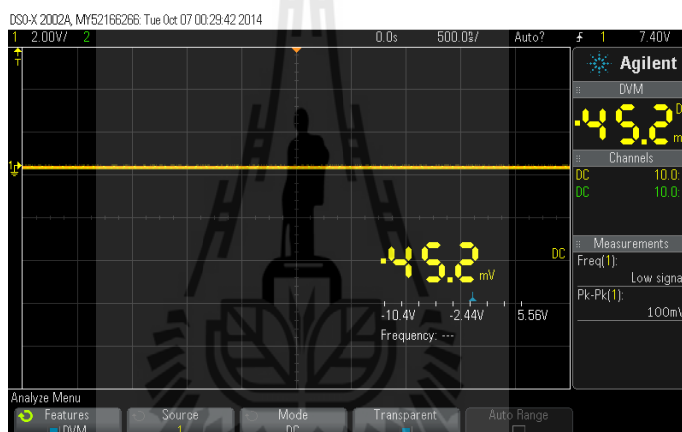 DSO-X 2002A, MY52166266: Tue Oct 07 00:29:42 2014
1 2.00V/ 2 0.0s 500.0s/ Auto? 1 7.40V
T
Agilent
DVM
-45.2 m
Channels
DC 10.0:
DC 10.0:
1
DC
-45.2 mV
Measurements
Freq(1):
Low signa
Pk-Pk(1):
100mV
-10.4V -2.44V 5.56V
Frequency: ---
Analyze Menu
Features Source Mode Transparent Auto Range
DVM 1 DC